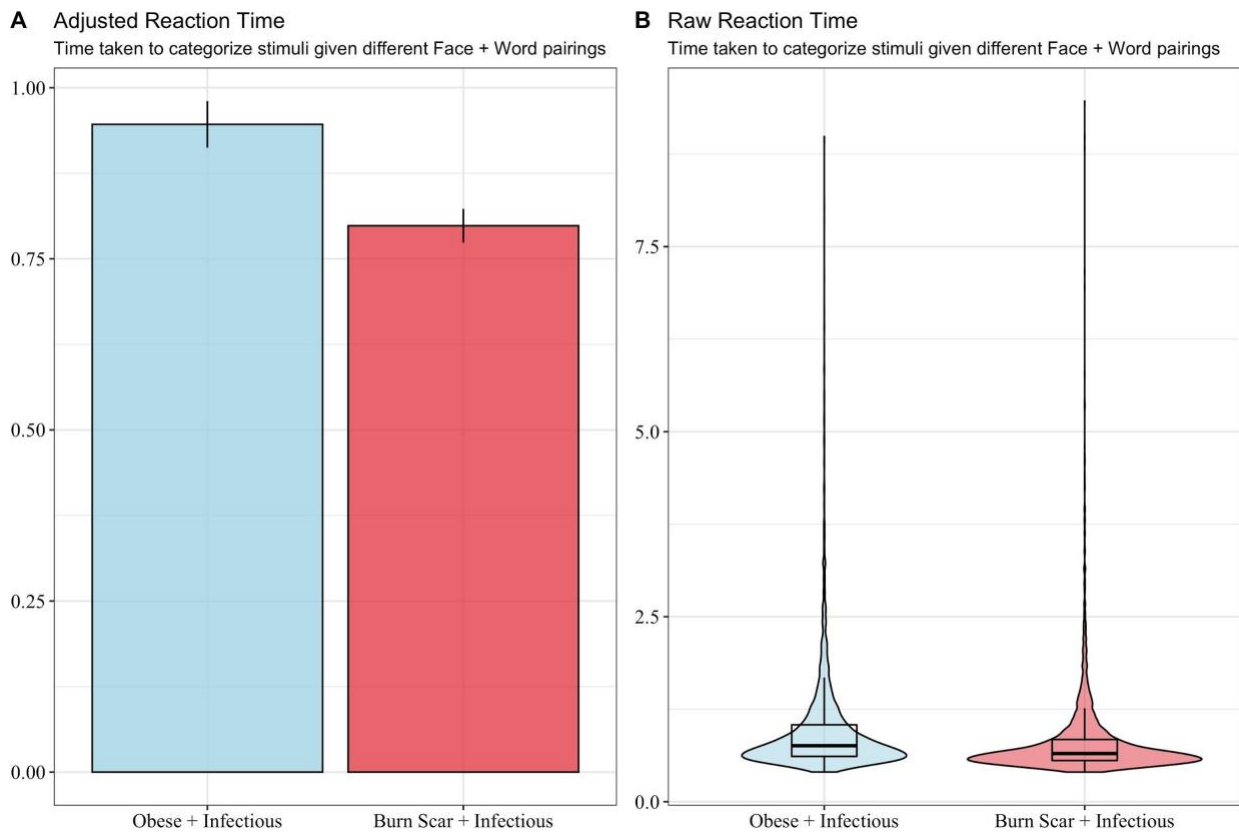 A Adjusted Reaction Time
Time taken to categorize stimuli given different Face + Word pairings
1.00
0.75
0.50
0.25
0.00
Obese + Infectious
Burn Scar + Infectious
B Raw Reaction Time
Time taken to categorize stimuli given different Face + Word pairings
7.5
5.0
2.5
0.0
Obese + Infectious
Burn Scar + Infectious